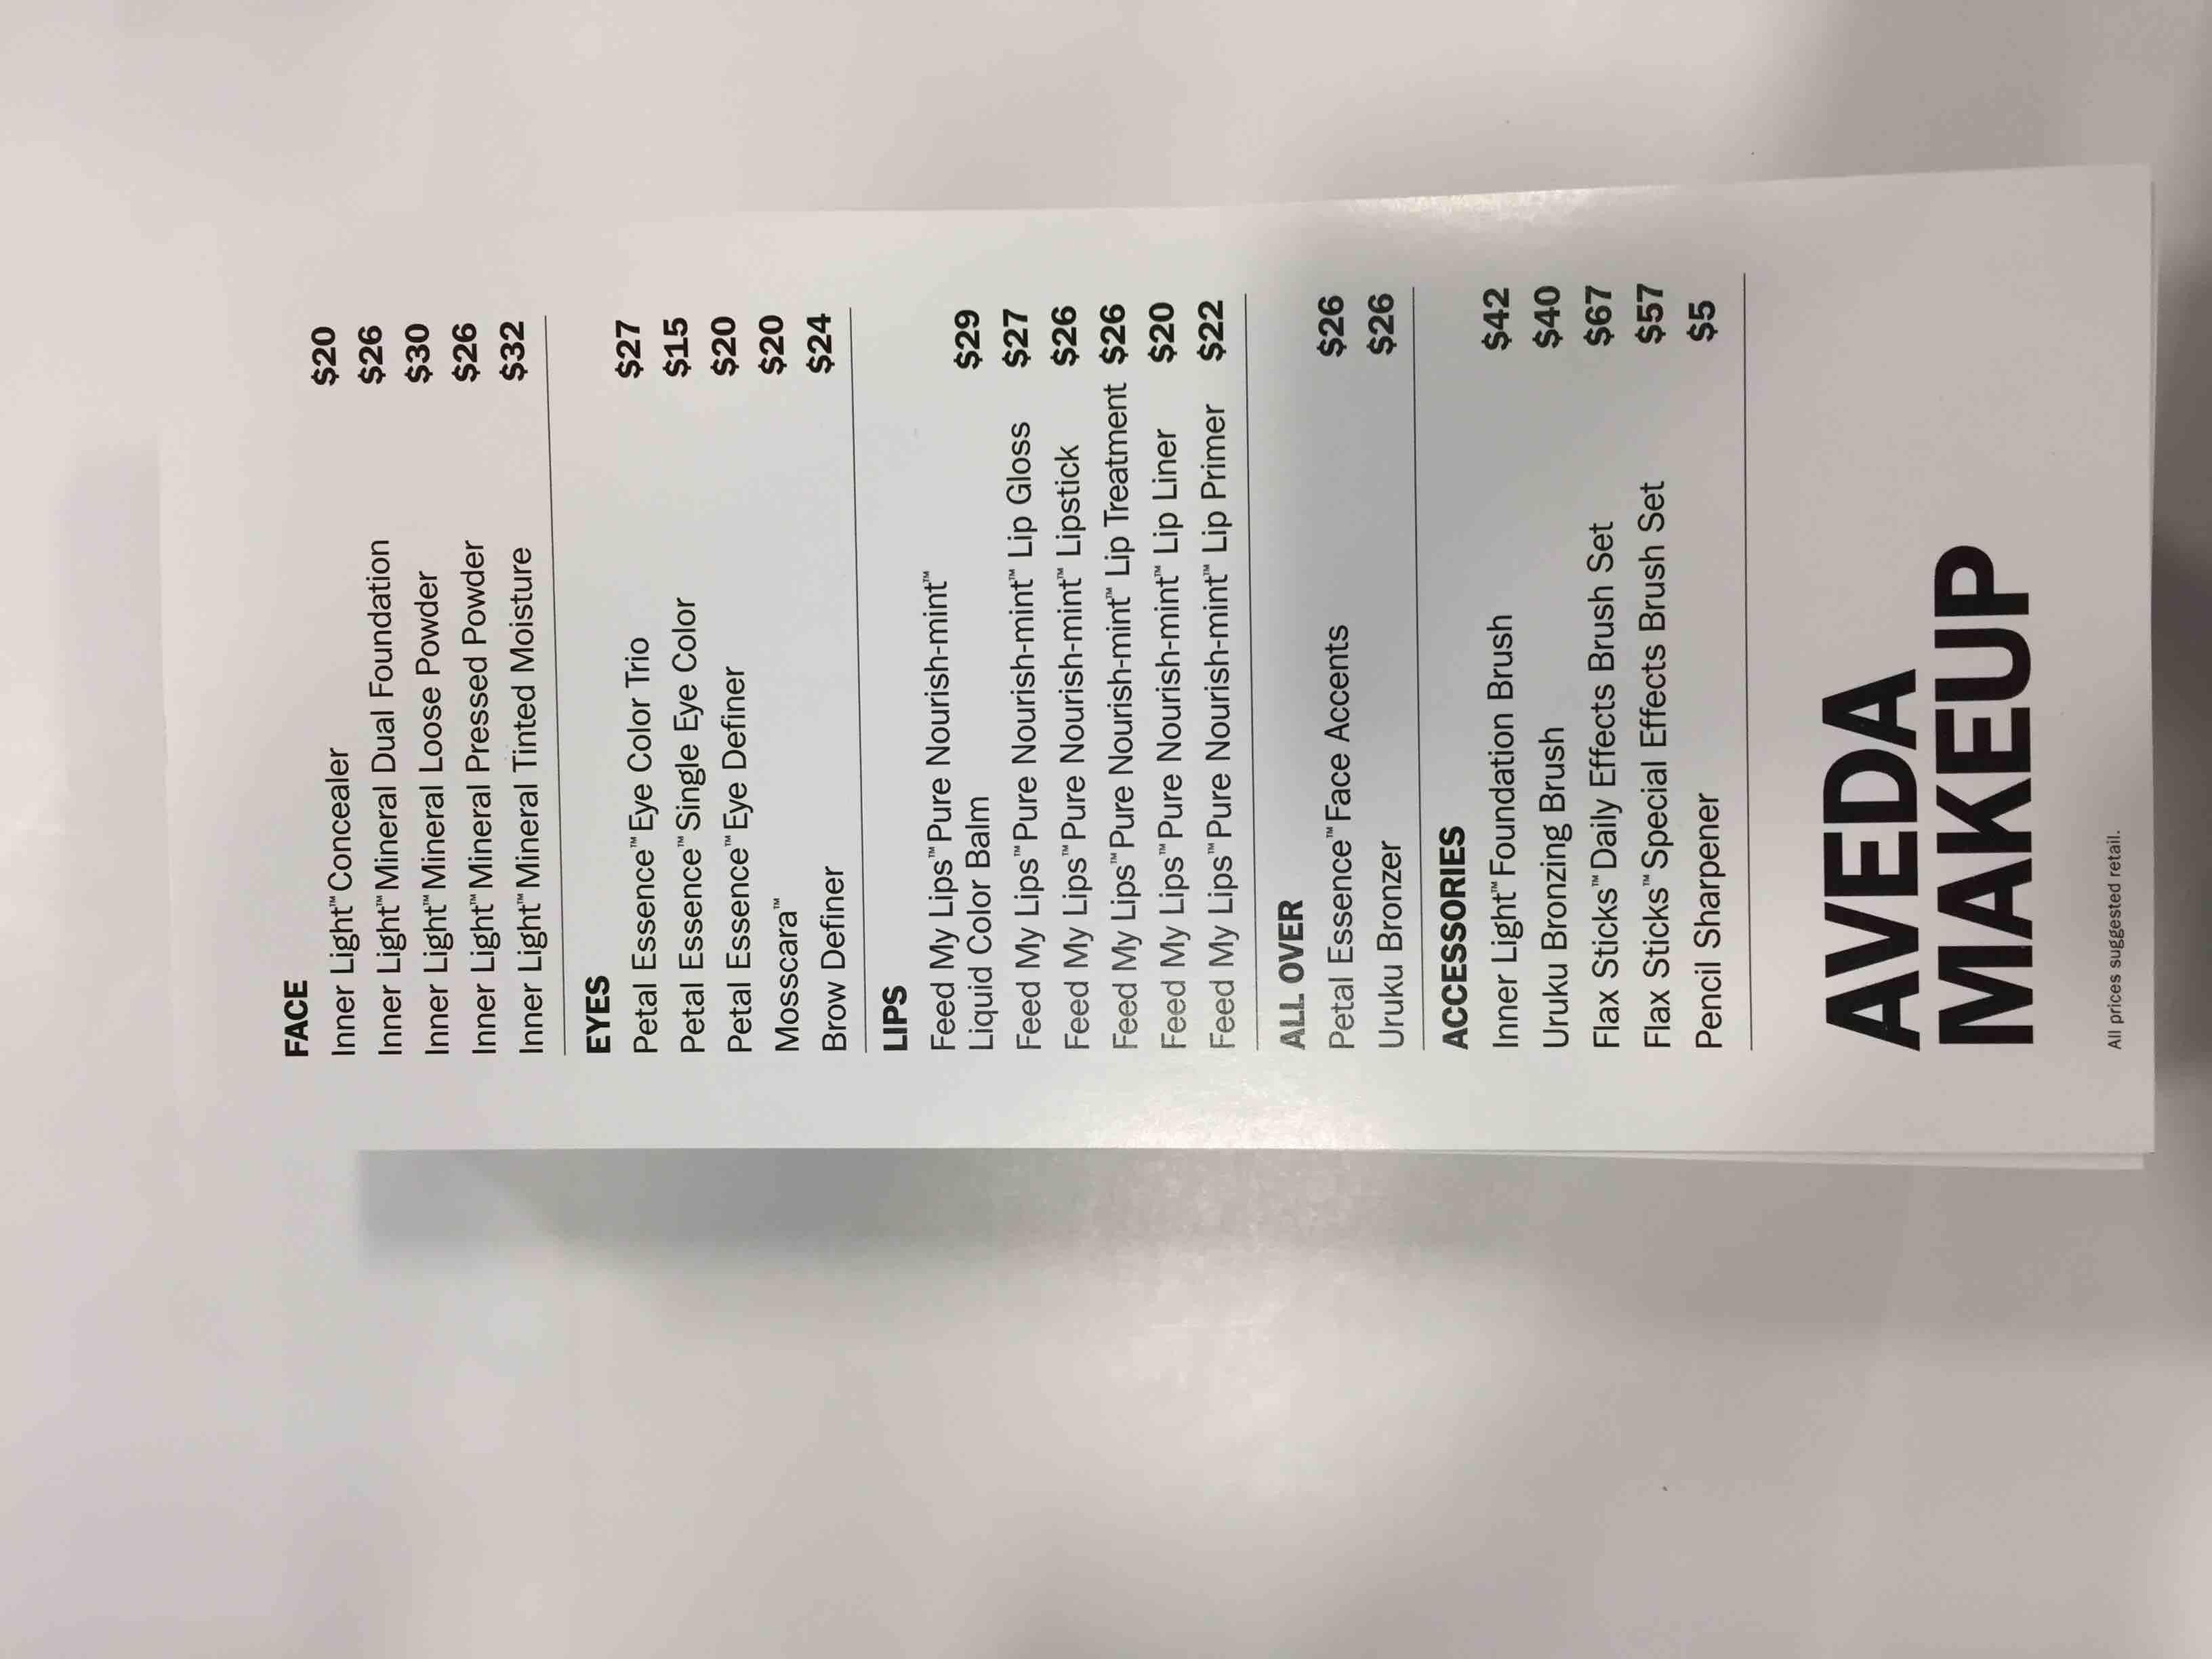 FACE
Inner Light™ Concealer $20
Inner Light™ Mineral Dual Foundation $26
Inner Light™ Mineral Loose Powder $30
Inner Light™ Mineral Pressed Powder $26
Inner Light™ Mineral Tinted Moisture $32
EYES
Petal Essence™ Eye Color Trio $27
Petal Essence™ Single Eye Color $15
Petal Essence™ Eye Definer $20
Mosscara™ $20
Brow Definer $24
LIPS
Feed My Lips™ Pure Nourish-mint™
Liquid Color Balm $29
Feed My Lips™ Pure Nourish-mint™ Lip Gloss $27
Feed My Lips™ Pure Nourish-mint™ Lipstick $26
Feed My Lips™ Pure Nourish-mint™ Lip Treatment $26
Feed My Lips™ Pure Nourish-mint™ Lip Liner $20
Feed My Lips™ Pure Nourish-mint™ Lip Primer $22
ALL OVER
Petal Essence™ Face Accents $26
Uruku Bronzer $26
ACCESSORIES
Inner Light™ Foundation Brush $42
Uruku Bronzing Brush $40
Flax Sticks™ Daily Effects Brush Set $67
Flax Sticks™ Special Effects Brush Set $57
Pencil Sharpener $5
AVEDA
MAKEUP
All prices suggested retail.